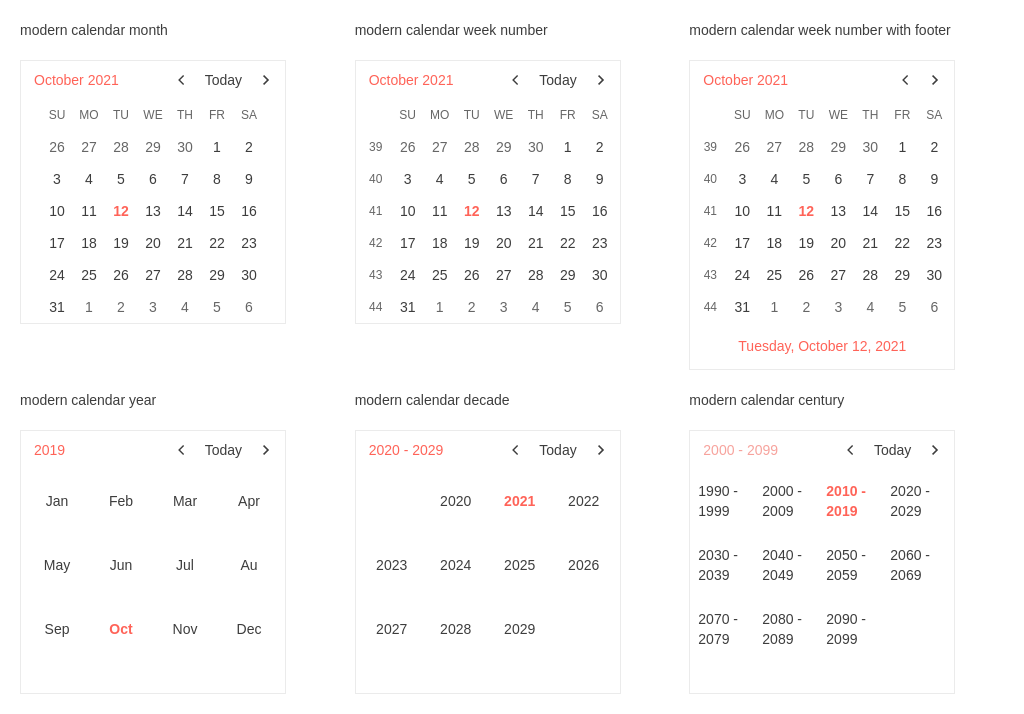 modern calendar month
October 2021 Today
SU MO TU WE TH FR SA
26 27 28 29 30 1 2
3 4 5 6 7 8 9
10 11 12 13 14 15 16
17 18 19 20 21 22 23
24 25 26 27 28 29 30
31 1 2 3 4 5 6
modern calendar week number
October 2021 Today
SU MO TU WE TH FR SA
39 26 27 28 29 30 1 2
40 3 4 5 6 7 8 9
41 10 11 12 13 14 15 16
42 17 18 19 20 21 22 23
43 24 25 26 27 28 29 30
44 31 1 2 3 4 5 6
modern calendar week number with footer
October 2021
SU MO TU WE TH FR SA
39 26 27 28 29 30 1 2
40 3 4 5 6 7 8 9
41 10 11 12 13 14 15 16
42 17 18 19 20 21 22 23
43 24 25 26 27 28 29 30
44 31 1 2 3 4 5 6
Tuesday, October 12, 2021
modern calendar year
2019 Today
Jan Feb Mar Apr
May Jun Jul Au
Sep Oct Nov Dec
modern calendar decade
2020 - 2029 Today
2020 2021 2022
2023 2024 2025 2026
2027 2028 2029
modern calendar century
2000 - 2099 Today
1990 - 2000 - 2010 - 2020 -
1999 2009 2019 2029
2030 - 2040 - 2050 - 2060 -
2039 2049 2059 2069
2070 - 2080 - 2090 -
2079 2089 2099